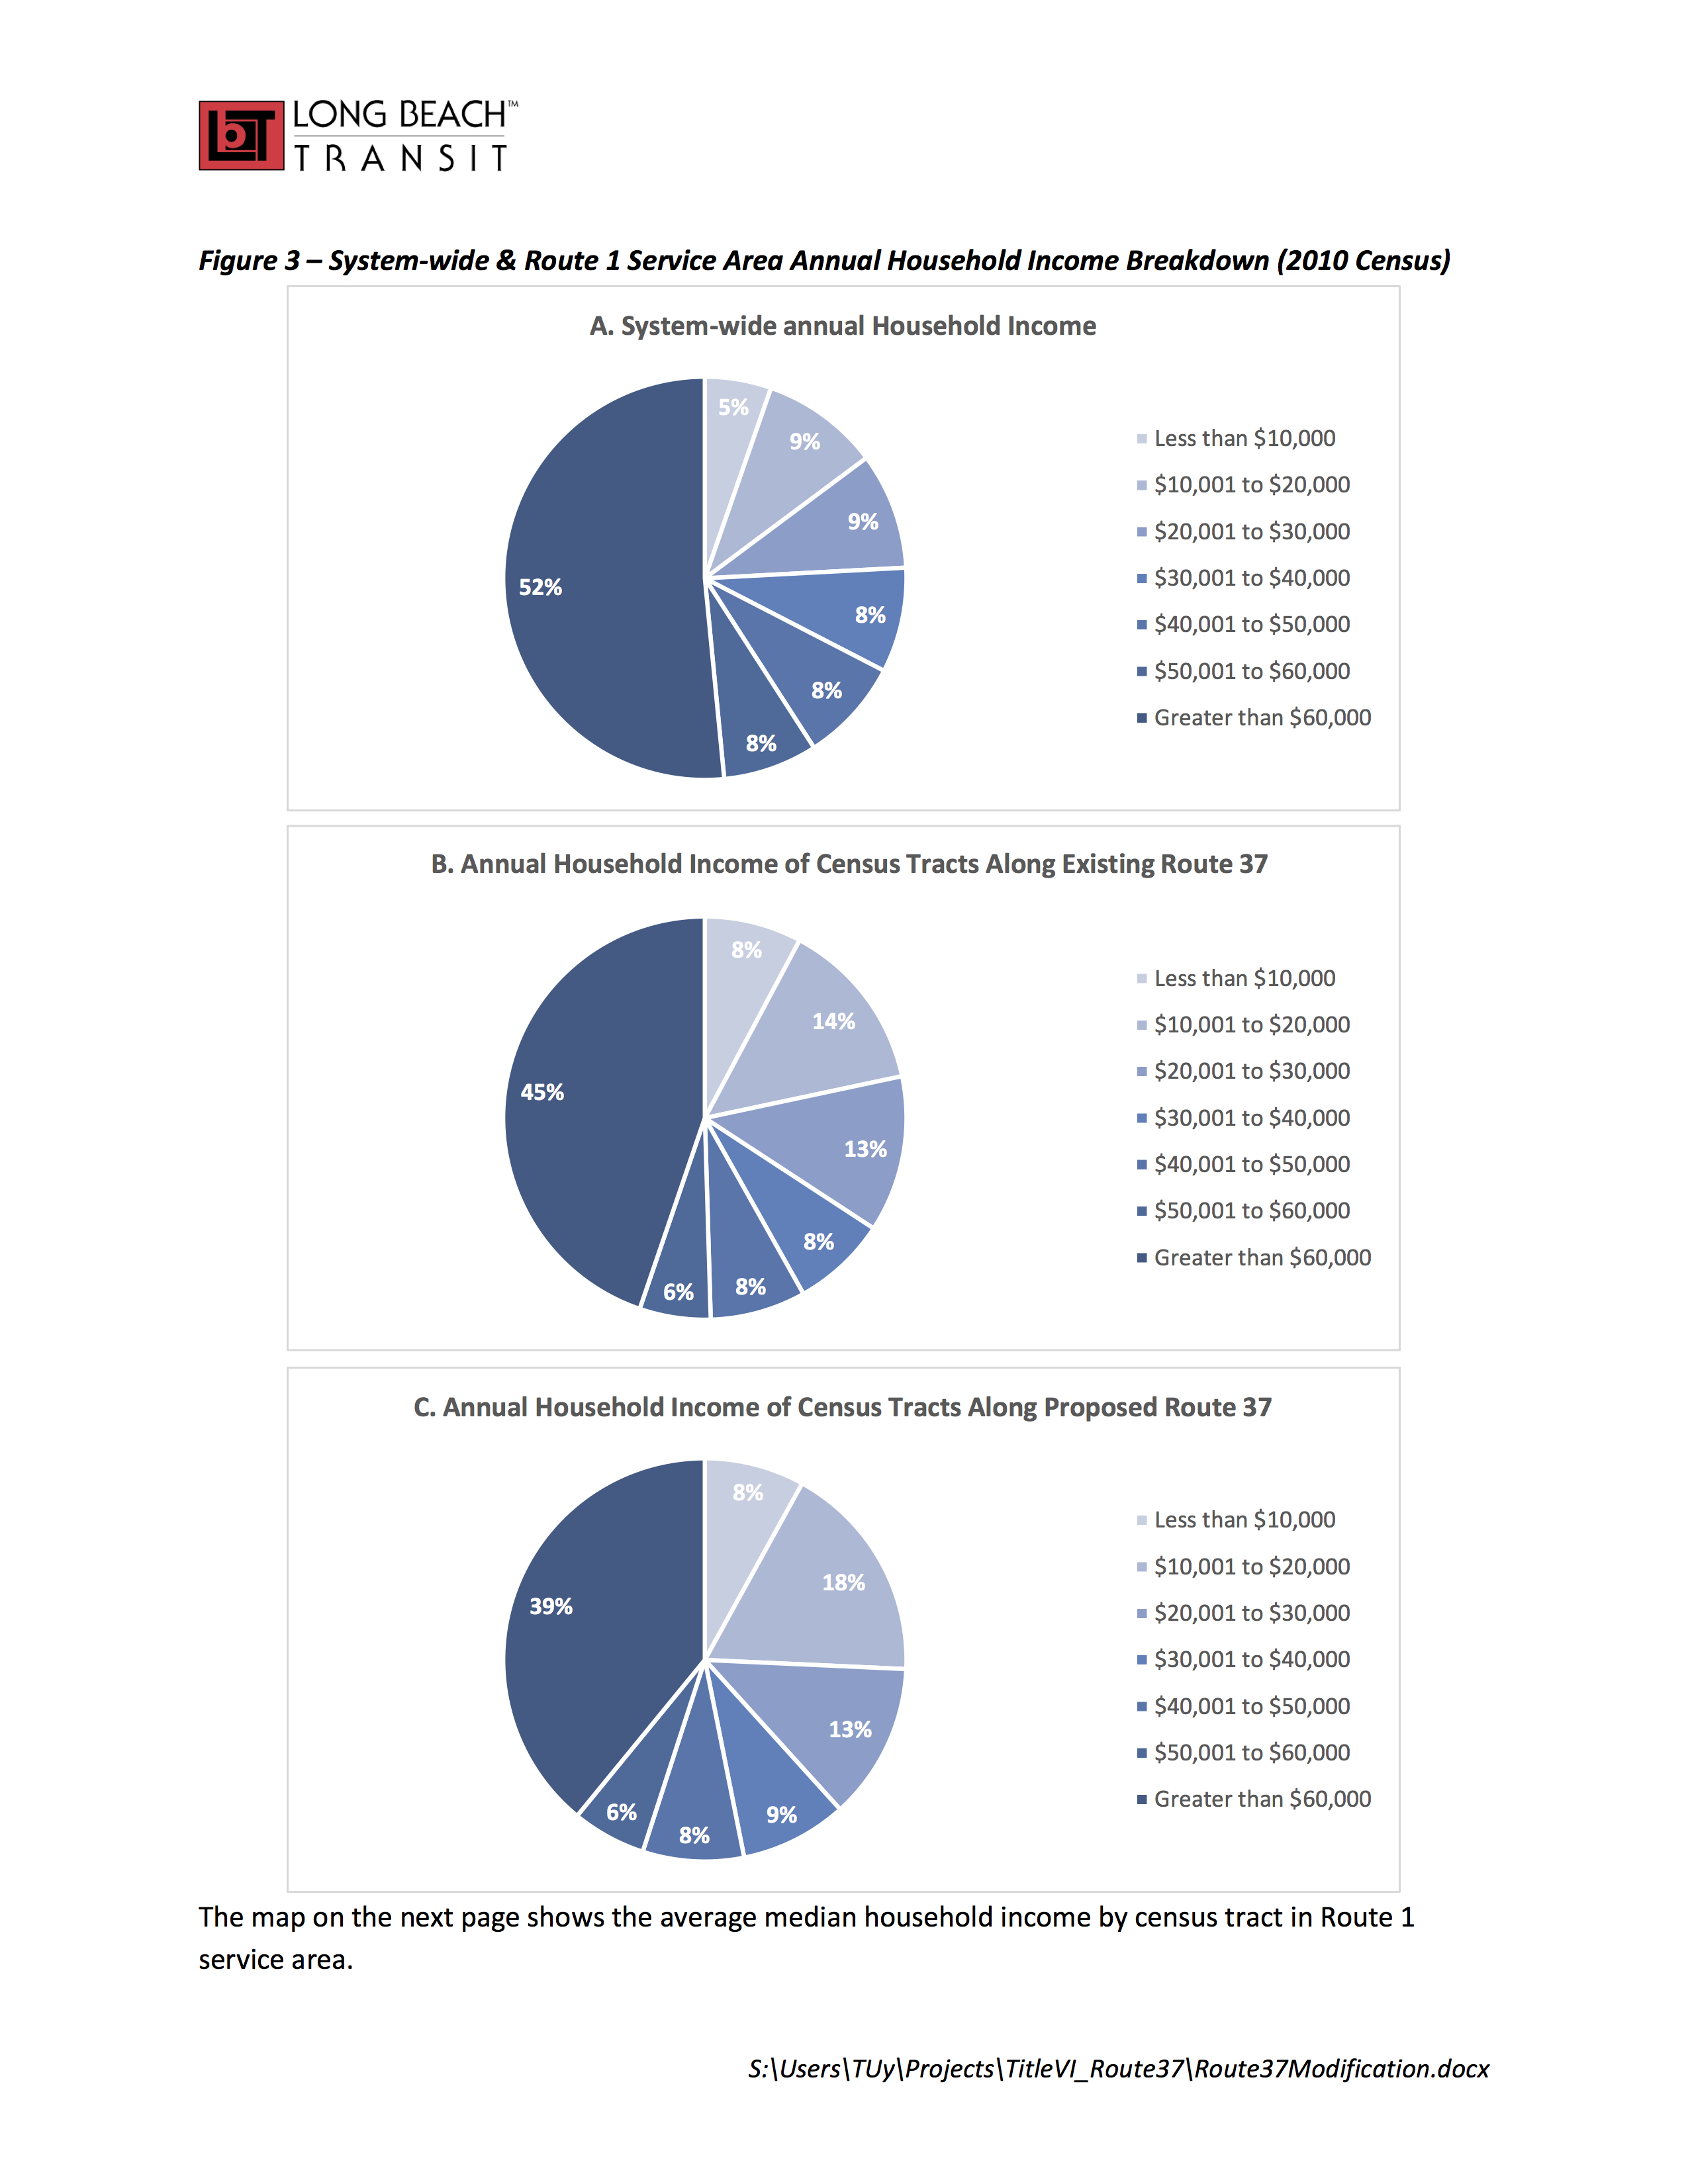 LONG BEACH™
TRANSIT
Figure 3 – System-wide & Route 1 Service Area Annual Household Income Breakdown (2010 Census)
A. System-wide annual Household Income
5%
9%
9%
8%
8%
8%
52%
Less than $10,000
$10,001 to $20,000
$20,001 to $30,000
$30,001 to $40,000
$40,001 to $50,000
$50,001 to $60,000
Greater than $60,000
B. Annual Household Income of Census Tracts Along Existing Route 37
8%
14%
13%
8%
8%
6%
45%
Less than $10,000
$10,001 to $20,000
$20,001 to $30,000
$30,001 to $40,000
$40,001 to $50,000
$50,001 to $60,000
Greater than $60,000
C. Annual Household Income of Census Tracts Along Proposed Route 37
8%
18%
13%
9%
8%
6%
39%
Less than $10,000
$10,001 to $20,000
$20,001 to $30,000
$30,001 to $40,000
$40,001 to $50,000
$50,001 to $60,000
Greater than $60,000
The map on the next page shows the average median household income by census tract in Route 1
service area.
S:\Users\TUy\Projects\TitleVI_Route37\Route37Modification.docx